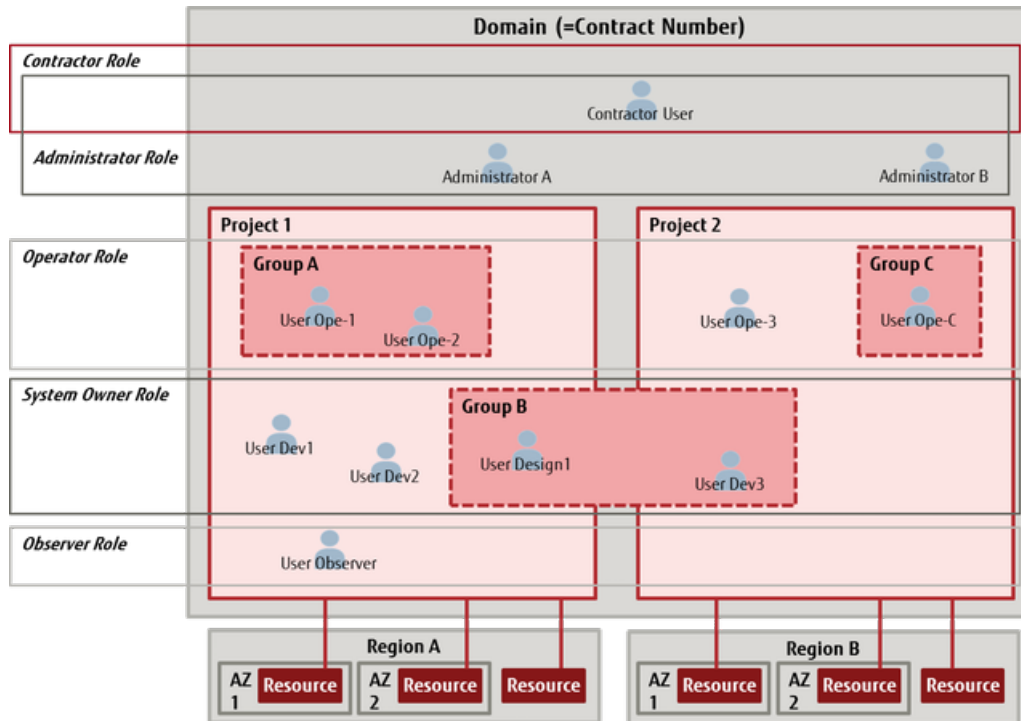 Domain (=Contract Number)
Contractor Role
Contractor User
Administrator Role
Administrator A
Administrator B
Project 1
Project 2
Operator Role
Group A
Group C
User Ope-1
User Ope-2
User Ope-3
User Ope-C
System Owner Role
Group B
User Dev1
User Dev2
User Design1
User Dev3
Observer Role
User Observer
Region A
Region B
AZ
1
Resource
AZ
2
Resource
Resource
AZ
1
Resource
AZ
2
Resource
Resource